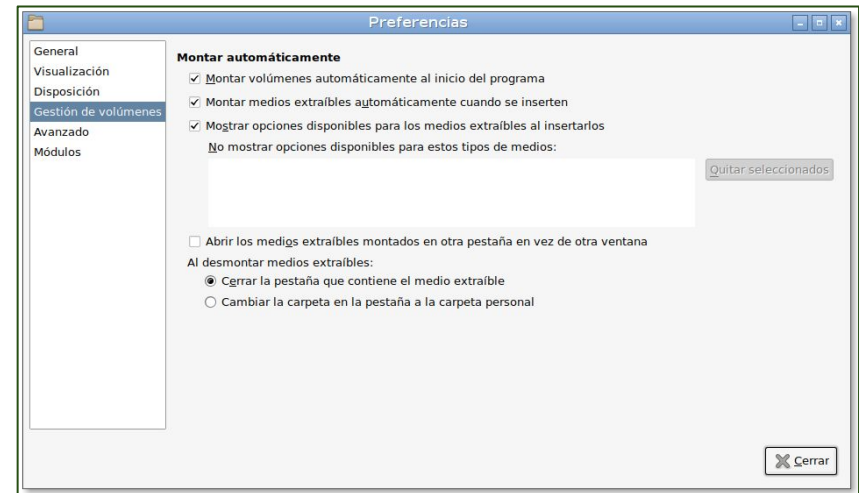 Preferencias
General
Visualización
Disposición
Gestión de volúmenes
Avanzado
Módulos
Montar automáticamente
Montar volúmenes automáticamente al inicio del programa
Montar medios extraíbles automáticamente cuando se inserten
Mostrar opciones disponibles para los medios extraíbles al insertarlos
No mostrar opciones disponibles para estos tipos de medios:
Quitar seleccionados
Abrir los medios extraíbles montados en otra pestaña en vez de otra ventana
Al desmontar medios extraíbles:
Cerrar la pestaña que contiene el medio extraíble
Cambiar la carpeta en la pestaña a la carpeta personal
Cerrar